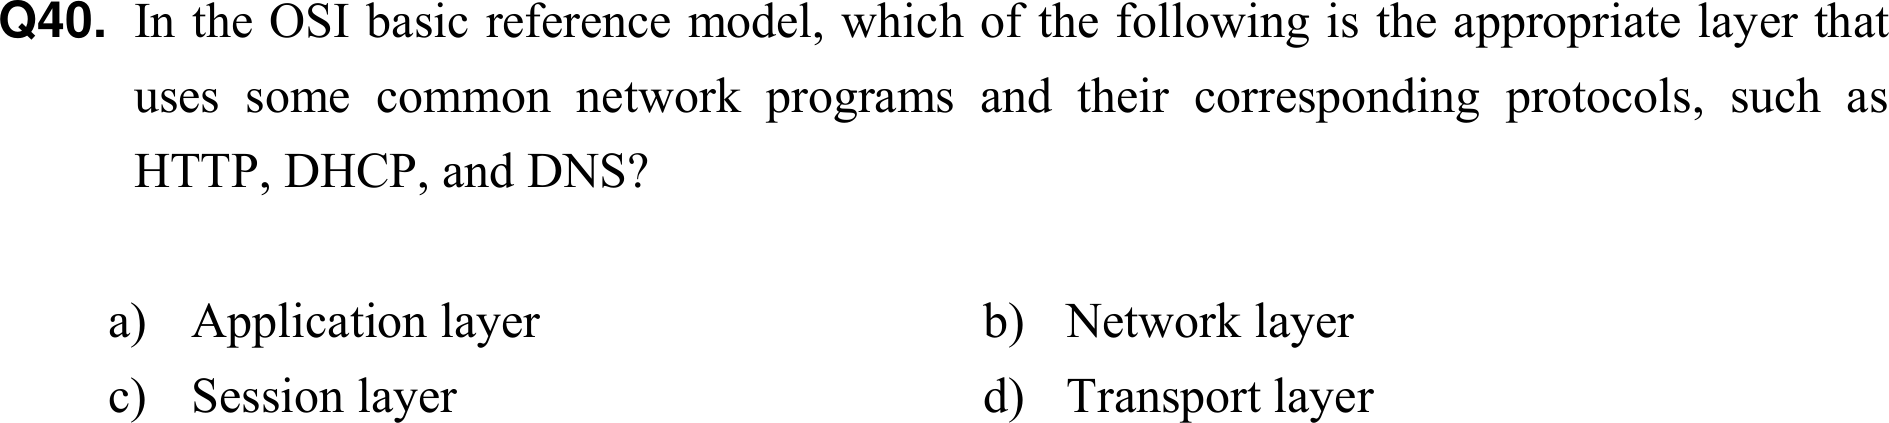 Q40. In the OSI basic reference model, which of the following is the appropriate layer that
uses some common network programs and their corresponding protocols, such as
HTTP, DHCP, and DNS?
a) Application layer b) Network layer
c) Session layer d) Transport layer